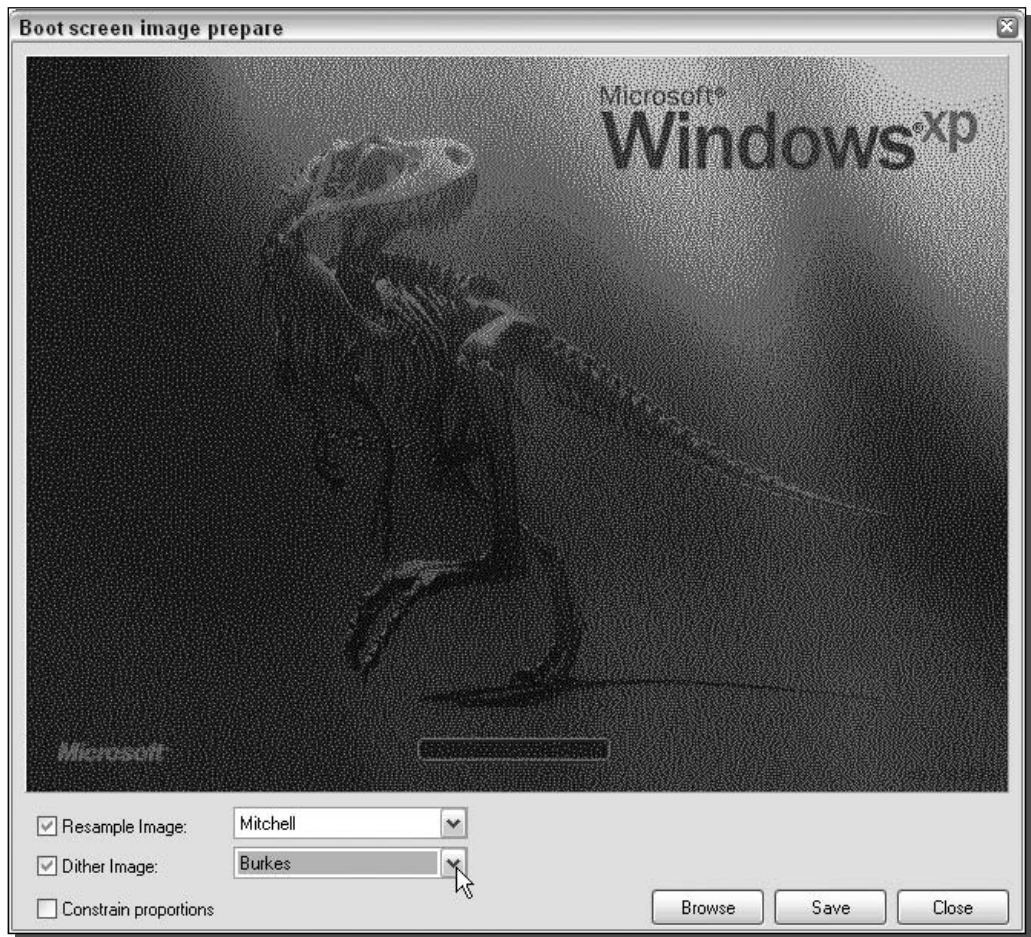 Boot screen image prepare
Microsoft®
Windows® xp
Microsoft
Resample Image: Mitchell
Dither Image: Burkes
Constrain proportions
Browse Save Close